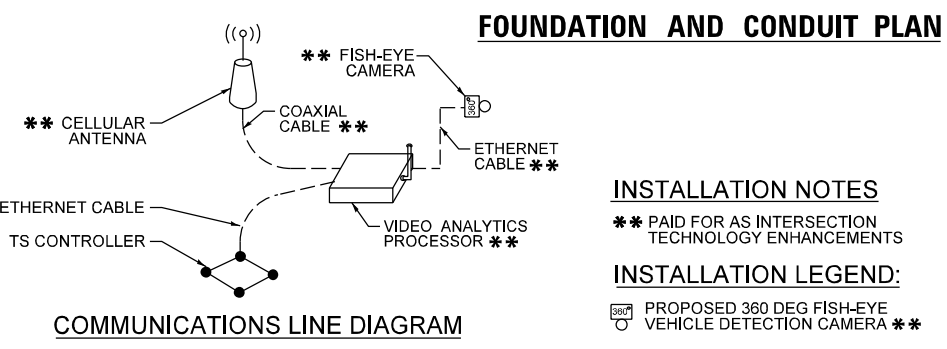 FOUNDATION AND CONDUIT PLAN
((o))
** FISH-EYE
CAMERA
360°
** CELLULAR
ANTENNA
COAXIAL
CABLE **
ETHERNET
CABLE **
ETHERNET CABLE
TS CONTROLLER
VIDEO ANALYTICS
PROCESSOR **
COMMUNICATIONS LINE DIAGRAM
INSTALLATION NOTES
** PAID FOR AS INTERSECTION
TECHNOLOGY ENHANCEMENTS
INSTALLATION LEGEND:
360° PROPOSED 360 DEG FISH-EYE
VEHICLE DETECTION CAMERA **